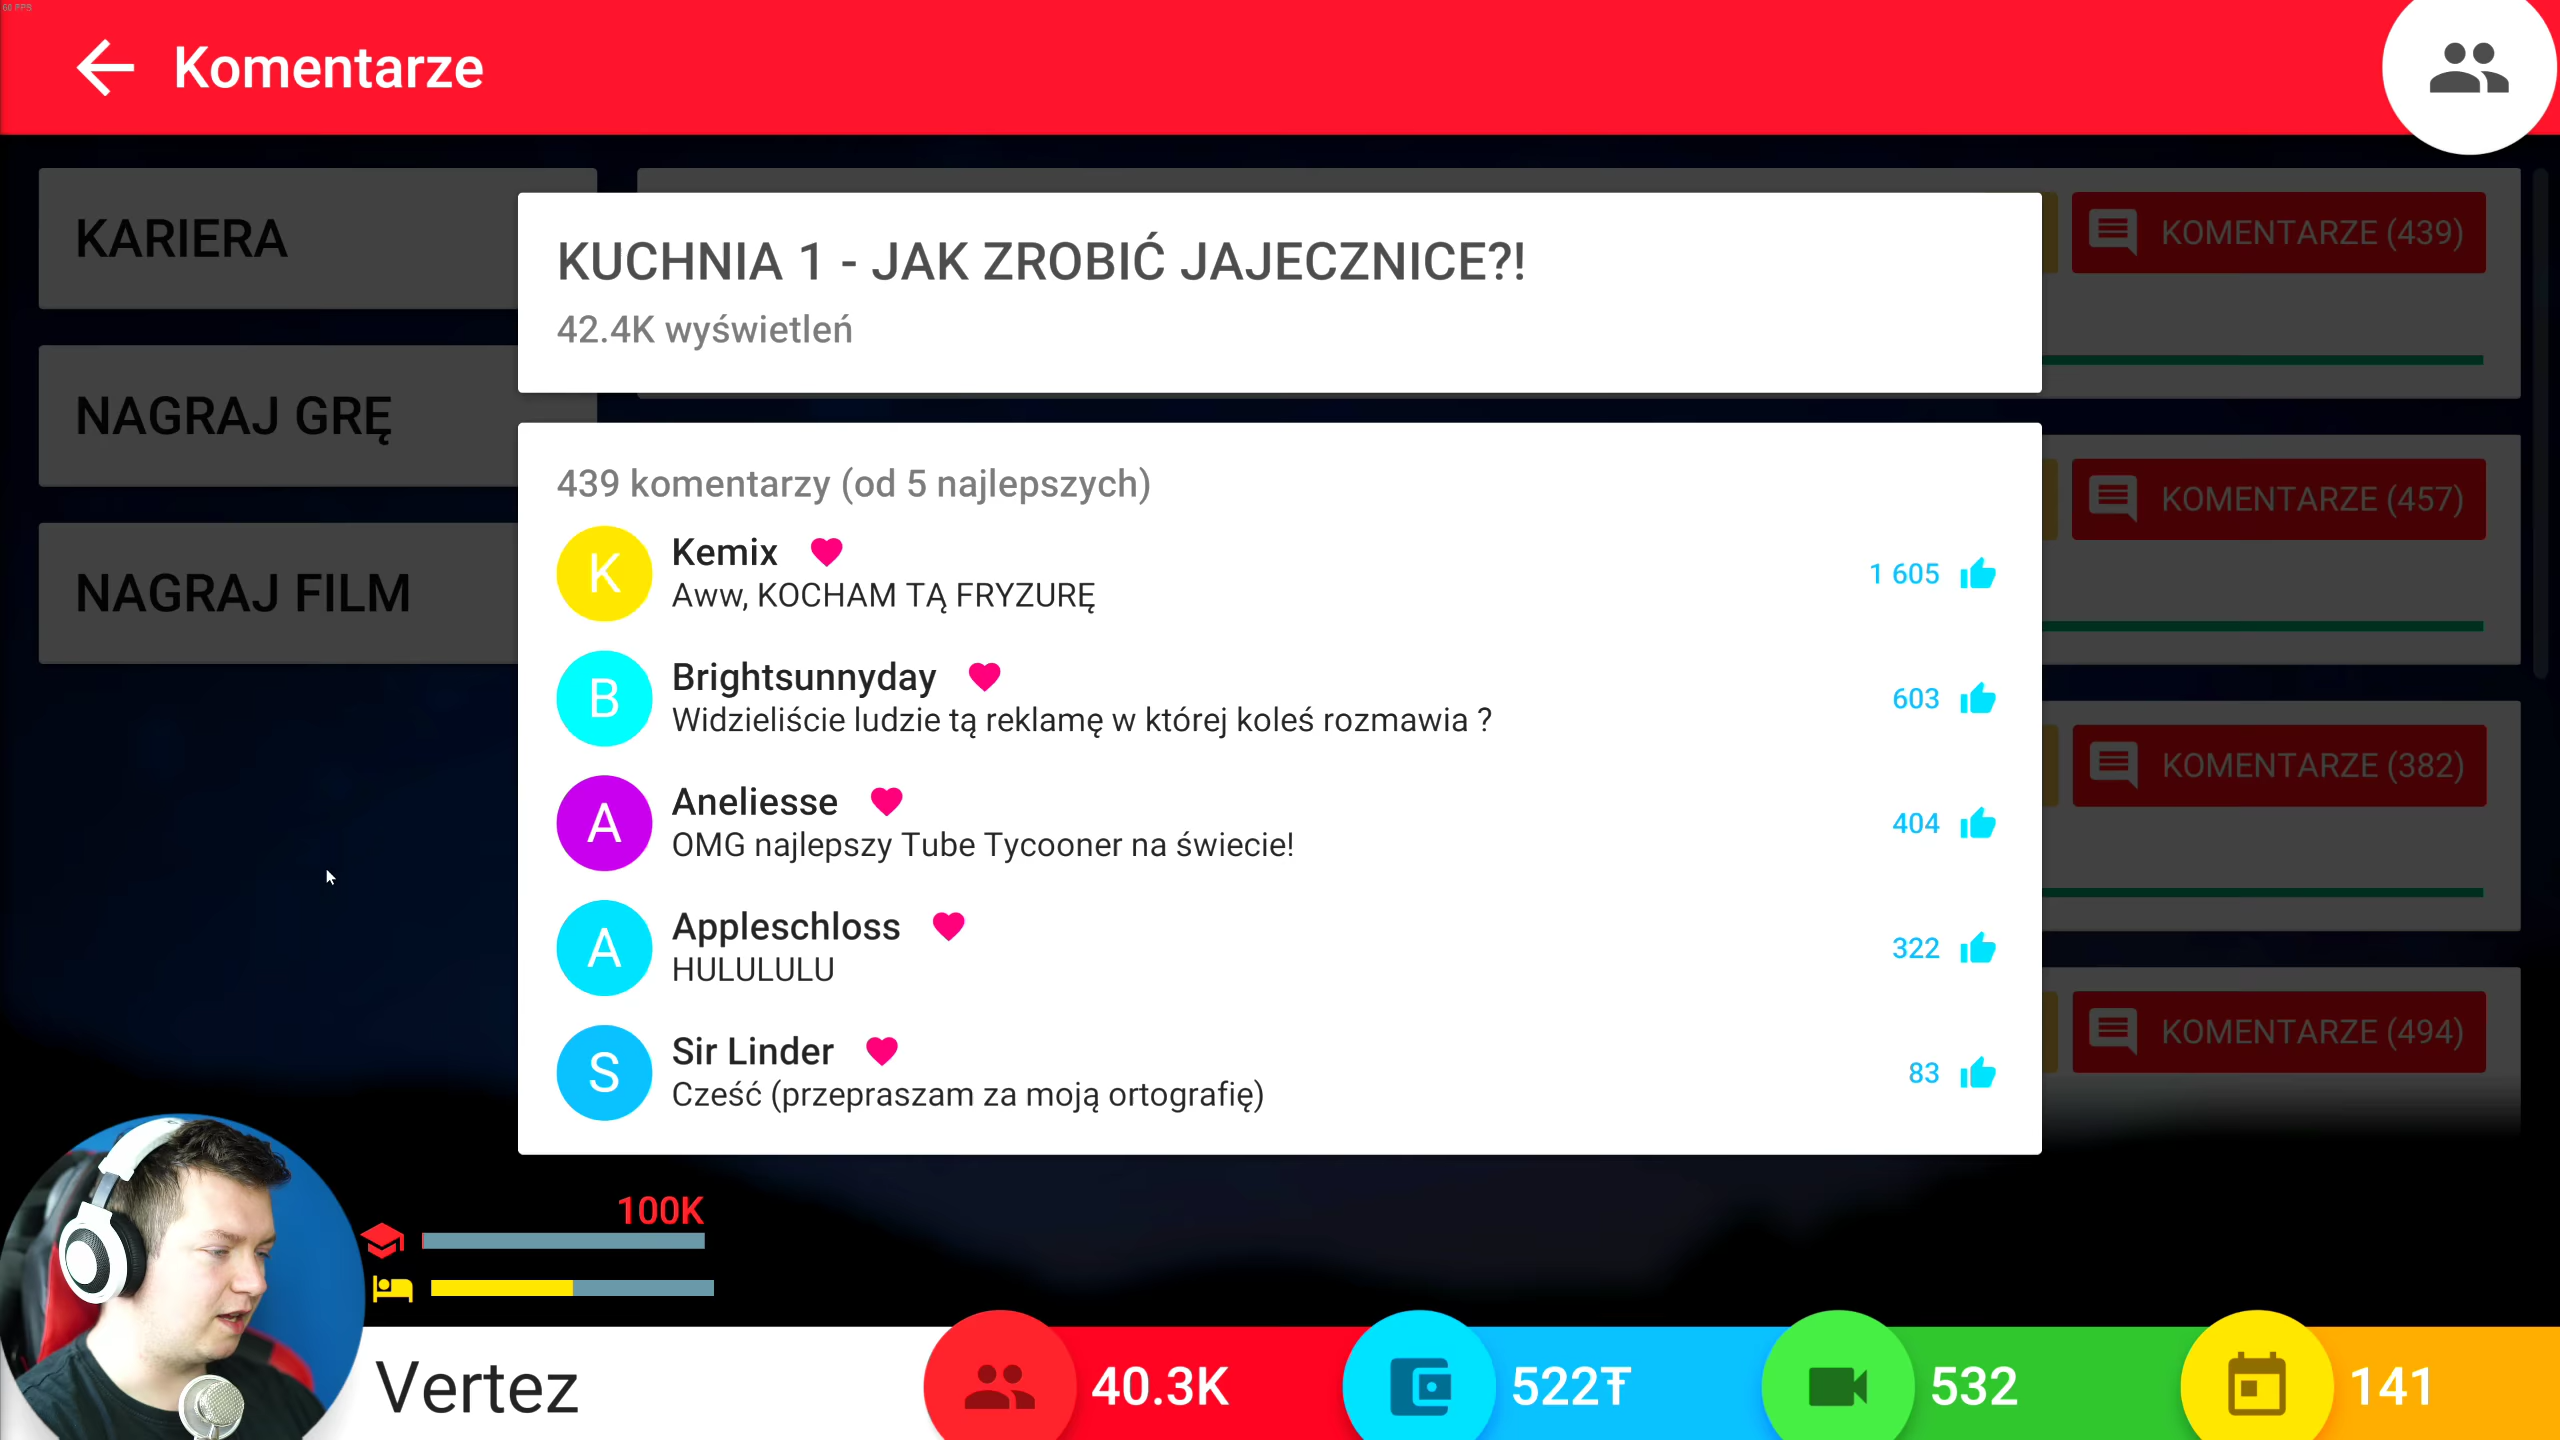 60 FPS
Komentarze
KARIERA
NAGRAJ GRĘ
NAGRAJ FILM
KUCHNIA 1 - JAK ZROBIĆ JAJECZNICE?!
42.4K wyświetleń
439 komentarzy (od 5 najlepszych)
K
Kemix
Aww, KOCHAM TĄ FRYZURĘ
1 605
B
Brightsunnyday
Widzieliście ludzie tą reklamę w której koleś rozmawia ?
603
A
Aneliesse
OMG najlepszy Tube Tycooner na świecie!
404
A
Appleschloss
HULULULU
322
S
Sir Linder
Cześć (przepraszam za moją ortografię)
83
KOMENTARZE (439)
KOMENTARZE (457)
KOMENTARZE (382)
KOMENTARZE (494)
100K
Vertez
40.3K
522Ŧ
532
141